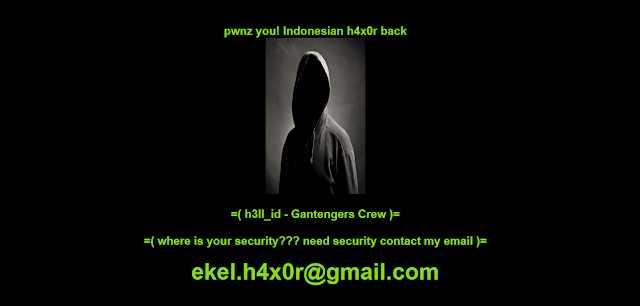 pwnz you! Indonesian h4x0r back
=( h3ll_id - Gantengers Crew )=
=( where is your security??? need security contact my email )=
ekel.h4x0r@gmail.com